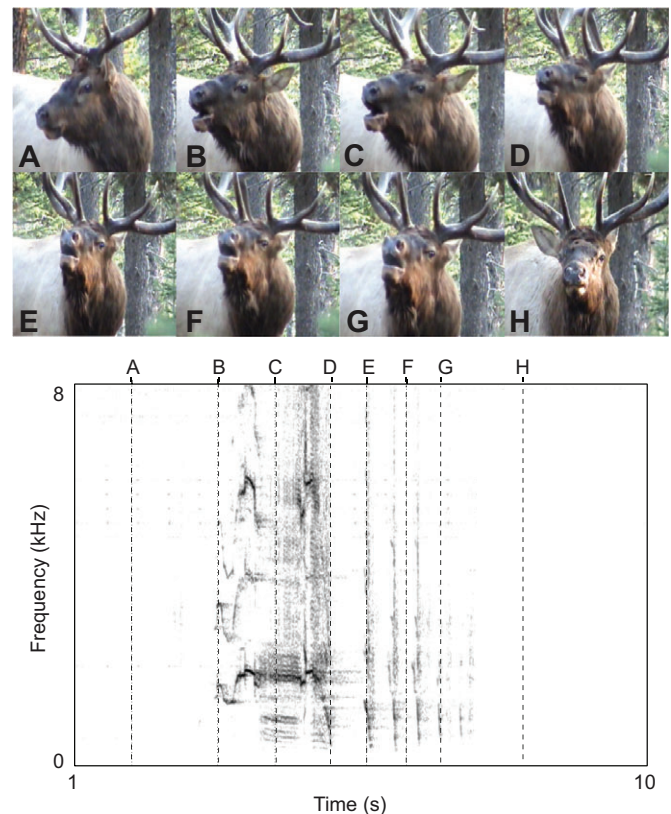 A B C D
E F G H
A B C D E F G H
8
Frequency (kHz)
0
1 10
Time (s)